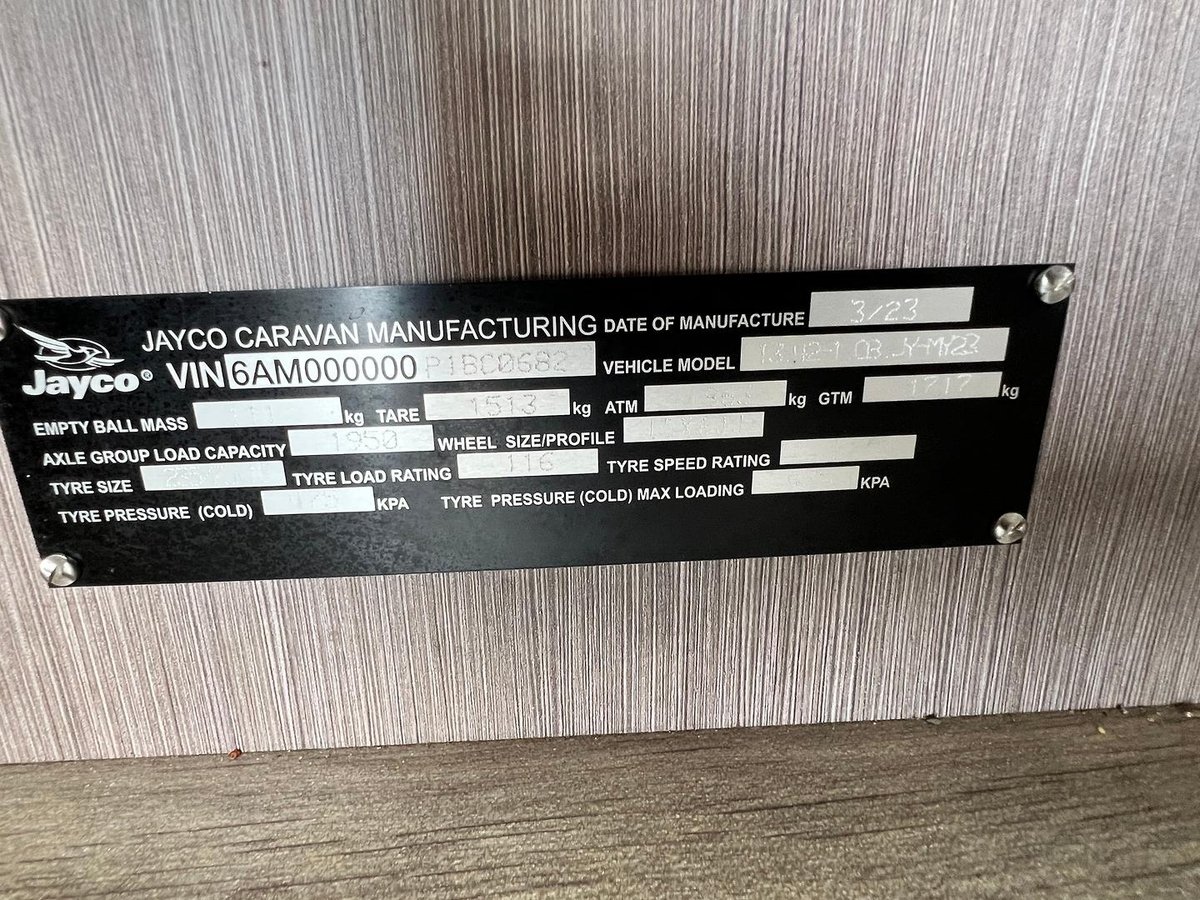 JAYCO CARAVAN MANUFACTURING DATE OF MANUFACTURE 3/23
Jayco® VIN 6AM000000P1BC0682 VEHICLE MODEL
EMPTY BALL MASS kg TARE 1513 kg ATM kg GTM 1717 kg
AXLE GROUP LOAD CAPACITY 1950 WHEEL SIZE/PROFILE
TYRE SIZE TYRE LOAD RATING 116 TYRE SPEED RATING
TYRE PRESSURE (COLD) KPA TYRE PRESSURE (COLD) MAX LOADING KPA